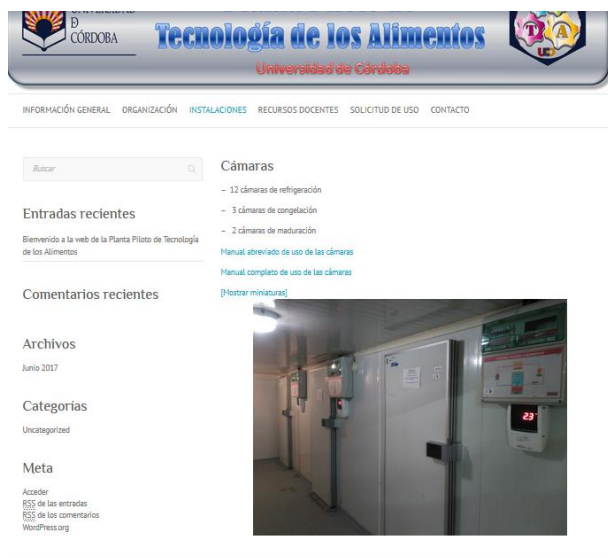 D
CÓRDOBA
Tecnología de los Alimentos
Universidad de Córdoba
INFORMACIÓN GENERAL ORGANIZACIÓN INSTALACIONES RECURSOS DOCENTES SOLICITUD DE USO CONTACTO
Buscar
Entradas recientes
Bienvenido a la web de la Planta Piloto de Tecnología
de los Alimentos
Comentarios recientes
Archivos
Junio 2017
Categorías
Uncategorized
Meta
Acceder
RSS de las entradas
RSS de los comentarios
WordPress.org
Cámaras
– 12 cámaras de refrigeración
– 3 cámaras de congelación
– 2 cámaras de maduración
Manual abreviado de uso de las cámaras
Manual completo de uso de las cámaras
[Mostrar miniaturas]